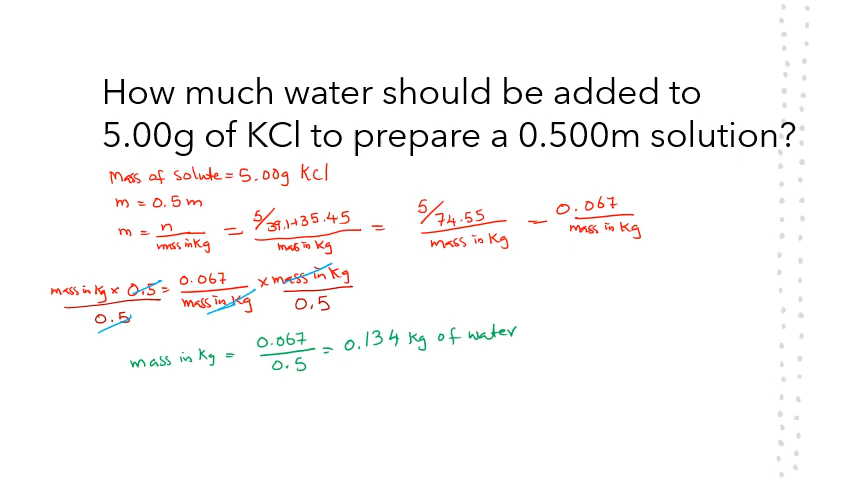 How much water should be added to
5.00g of KCl to prepare a 0.500m solution?
Mass of solute = 5.00g KCl
m = 0.5 m
m = n / mass in Kg = 5/39.1+35.45 / mass in Kg = 5/74.55 / mass in Kg = 0.067 / mass in Kg
mass in Kg × 0.5 / 0.5 = 0.067 / mass in Kg × mass in Kg / 0.5
mass in Kg = 0.067 / 0.5 = 0.134 Kg of water